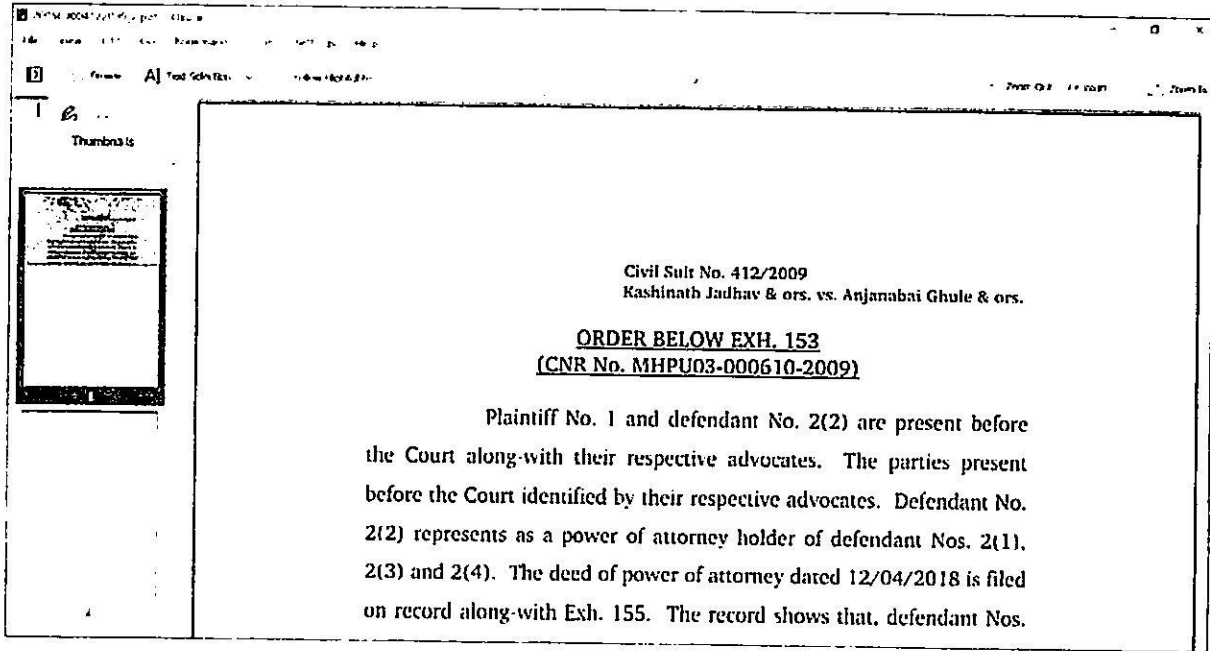 Text Selection
Thumbnails
Civil Suit No. 412/2009
Kashinath Jadhav & ors. vs. Anjanabai Ghule & ors.
ORDER BELOW EXH. 153
(CNR No. MHPU03-000610-2009)
Plaintiff No. 1 and defendant No. 2(2) are present before
the Court along-with their respective advocates. The parties present
before the Court identified by their respective advocates. Defendant No.
2(2) represents as a power of attorney holder of defendant Nos. 2(1),
2(3) and 2(4). The deed of power of attorney dated 12/04/2018 is filed
on record along-with Exh. 155. The record shows that, defendant Nos.